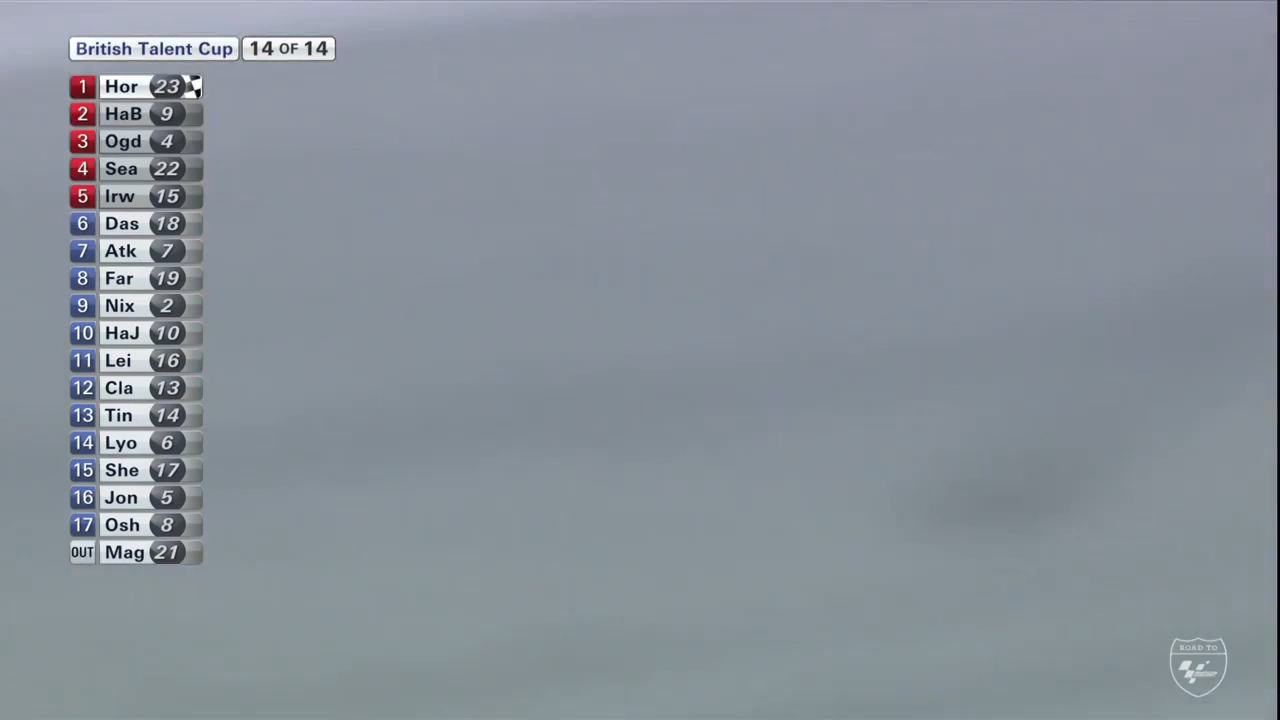 British Talent Cup 14 OF 14
1 Hor 23
2 HaB 9
3 Ogd 4
4 Sea 22
5 Irw 15
6 Das 18
7 Atk 7
8 Far 19
9 Nix 2
10 HaJ 10
11 Lei 16
12 Cla 13
13 Tin 14
14 Lyo 6
15 She 17
16 Jon 5
17 Osh 8
OUT Mag 21
ROAD TO